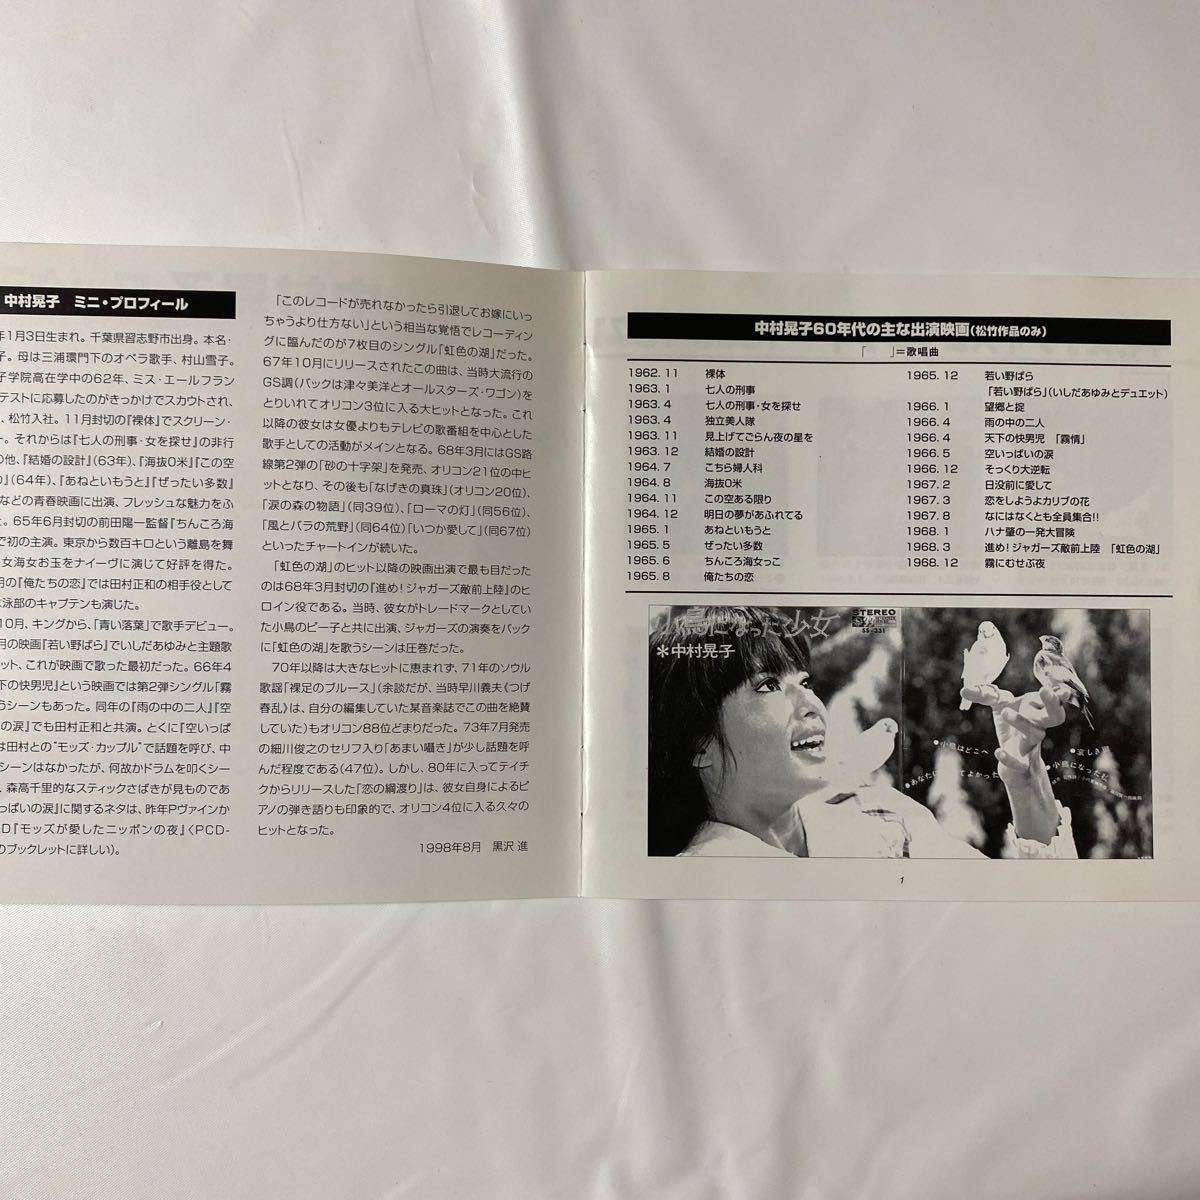 中村晃子 ミニ・プロフィール
年1月3日生まれ。千葉県習志野市出身。本名・
子。母は三浦環門下のオペラ歌手、村山雪子。
子学院高在学中の62年、ミス・エールフラン
テストに応募したのがきっかけでスカウトされ、
、松竹入社。11月封切の『裸体』でスクリーン・
ー。それからは『七人の刑事・女を探せ』の非行
の他、『結婚の設計』(63年)、『海抜0米』『この空
り』(64年)、『あねといもうと』『ぜったい多数』
などの青春映画に出演、フレッシュな魅力をふ
た。65年6月封切の前田陽一監督『ちんころ海
で初の主演。東京から数百キロという離島を舞
女海女お玉をナイーヴに演じて好評を得た。
月の『俺たちの恋』では田村正和の相手役として
水泳部のキャプテンも演じた。
10月、キングから、「青い落葉」で歌手デビュー。
月の映画『若い野ばら』でいしだあゆみと主題歌
ット、これが映画で歌った最初だった。66年4
下の快男児』という映画では第2弾シングル「霧
うシーンもあった。同年の『雨の中の二人』『空
の涙』でも田村正和と共演。とくに『空いっぱ
は田村との"モッズ・カップル"で話題を呼び、中
シーンはなかったが、何故かドラムを叩くシー
、森高千里的なスティックさばきが見ものであ
っぱいの涙』に関するネタは、昨年Pヴァインか
D『モッズが愛したニッポンの夜』〈PCD-
のブックレットに詳しい)。
「このレコードが売れなかったら引退してお嫁にいっ
ちゃうより仕方ない」という相当な覚悟でレコーディン
グに臨んだのが7枚目のシングル「虹色の湖」だった。
67年10月にリリースされたこの曲は、当時大流行の
GS調(バックは津々美洋とオールスターズ・ワゴン)を
とりいれてオリコン3位に入る大ヒットとなった。これ
以降の彼女は女優よりもテレビの歌番組を中心とした
歌手としての活動がメインとなる。68年3月にはGS路
線第2弾の「砂の十字架」を発売、オリコン21位の中ヒ
ットとなり、その後も「なげきの真珠」(オリコン20位)、
「涙の森の物語」(同39位)、「ローマの灯」(同56位)、
「風とバラの荒野」(同64位)「いつか愛して」(同67位)
といったチャートインが続いた。
「虹色の湖」のヒット以降の映画出演で最も目だった
のは68年3月封切の『進め!ジャガーズ敵前上陸』のヒ
ロイン役である。当時、彼女がトレードマークとしてい
た小鳥のピー子と共に出演、ジャガーズの演奏をバック
に「虹色の湖」を歌うシーンは圧巻だった。
70年以降は大きなヒットに恵まれず、71年のソウル
歌謡「裸足のブルース」(余談だが、当時早川義夫《つげ
春乱》は、自分の編集していた某音楽誌でこの曲を絶賛
していた)もオリコン88位どまりだった。73年7月発売
の細川俊之のセリフ入り「あまい囁き」が少し話題を呼
んだ程度である(47位)。しかし、80年に入ってテイチ
クからリリースした「恋の綱渡り」は、彼女自身によるピ
アノの弾き語りも印象的で、オリコン4位に入る久々の
ヒットとなった。
1998年8月 黒沢 進
中村晃子60年代の主な出演映画(松竹作品のみ)
「 」=歌唱曲
1962. 11 裸体
1963. 1 七人の刑事
1963. 4 七人の刑事・女を探せ
1963. 4 独立美人隊
1963. 11 見上げてごらん夜の星を
1963. 12 結婚の設計
1964. 7 こちら婦人科
1964. 8 海抜0米
1964. 11 この空ある限り
1964. 12 明日の夢があふれてる
1965. 1 あねといもうと
1965. 5 ぜったい多数
1965. 6 ちんころ海女っこ
1965. 8 俺たちの恋
1965. 12 若い野ばら
「若い野ばら」(いしだあゆみとデュエット)
1966. 1 望郷と掟
1966. 4 雨の中の二人
1966. 4 天下の快男児 「霧情」
1966. 5 空いっぱいの涙
1966. 12 そっくり大逆転
1967. 2 日没前に愛して
1967. 3 恋をしようよカリブの花
1967. 8 なにはなくとも全員集合!!
1968. 1 ハナ肇の一発大冒険
1968. 3 進め!ジャガーズ敵前上陸 「虹色の湖」
1968. 12 霧にむせぶ夜
小鳥になった少女
*中村晃子
STEREO
SS-331
●小鳥はどこへ
●哀しき
●小鳥になった
●あなたに
てよかった
1